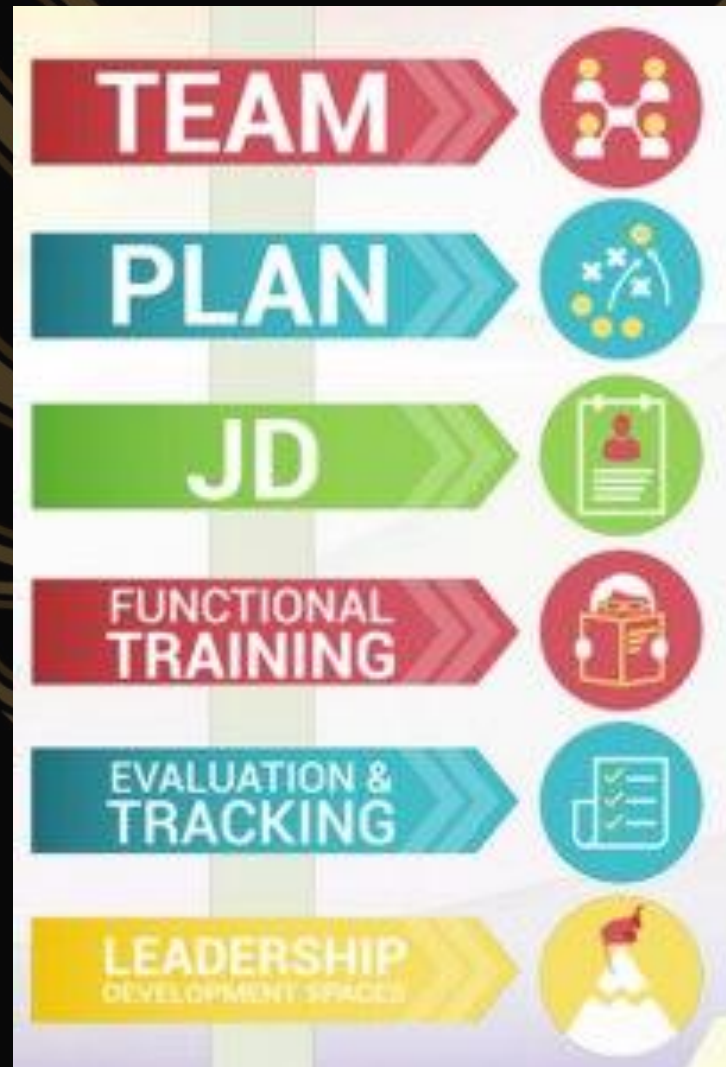 TEAM
PLAN
JD
FUNCTIONAL
TRAINING
EVALUATION &
TRACKING
LEADERSHIP
DEVELOPMENT SPACES